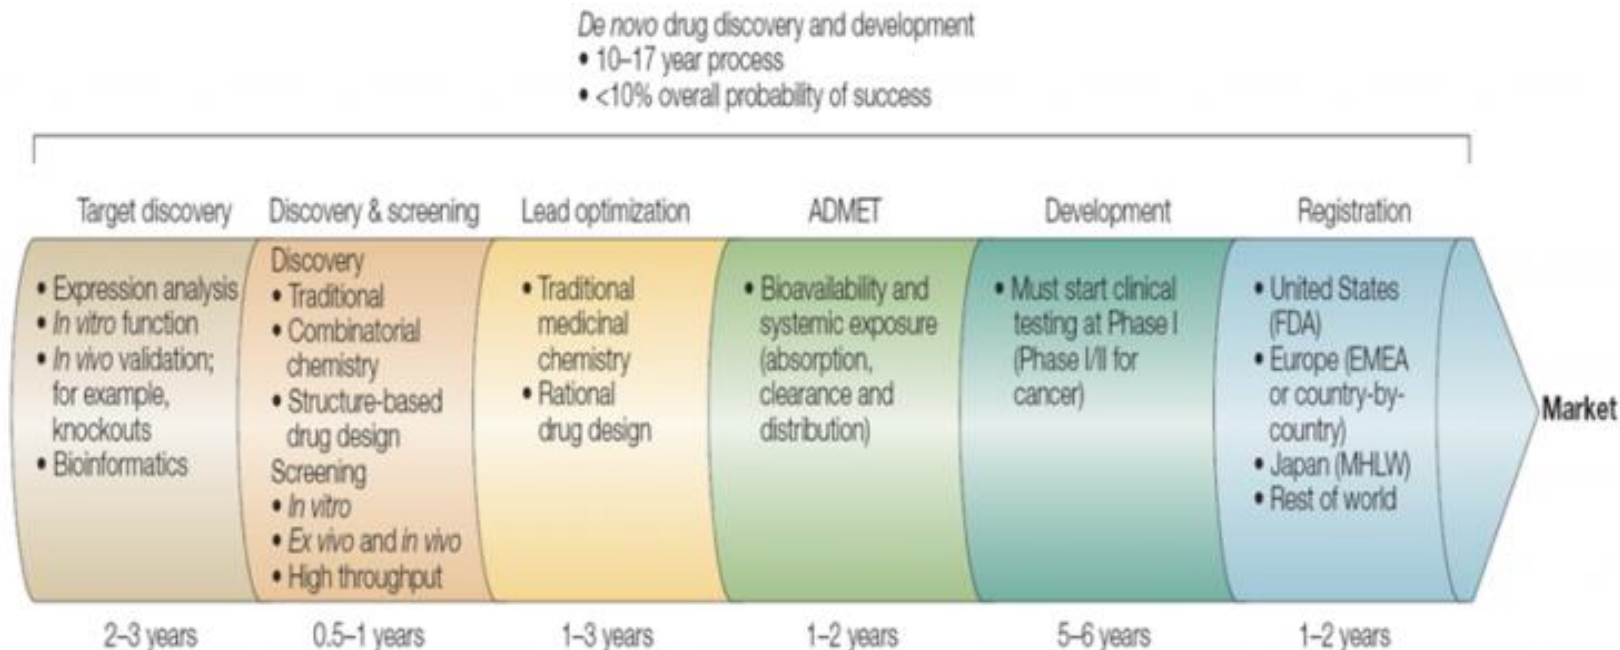 De novo drug discovery and development
• 10–17 year process
• <10% overall probability of success
Target discovery
• Expression analysis
• In vitro function
• In vivo validation;
for example,
knockouts
• Bioinformatics
2–3 years
Discovery & screening
Discovery
• Traditional
• Combinatorial
chemistry
• Structure-based
drug design
Screening
• In vitro
• Ex vivo and in vivo
• High throughput
0.5–1 years
Lead optimization
• Traditional
medicinal
chemistry
• Rational
drug design
1–3 years
ADMET
• Bioavailability and
systemic exposure
(absorption,
clearance and
distribution)
1–2 years
Development
• Must start clinical
testing at Phase I
(Phase I/II for
cancer)
5–6 years
Registration
• United States
(FDA)
• Europe (EMEA
or country-by-
country)
• Japan (MHLW)
• Rest of world
1–2 years
Market